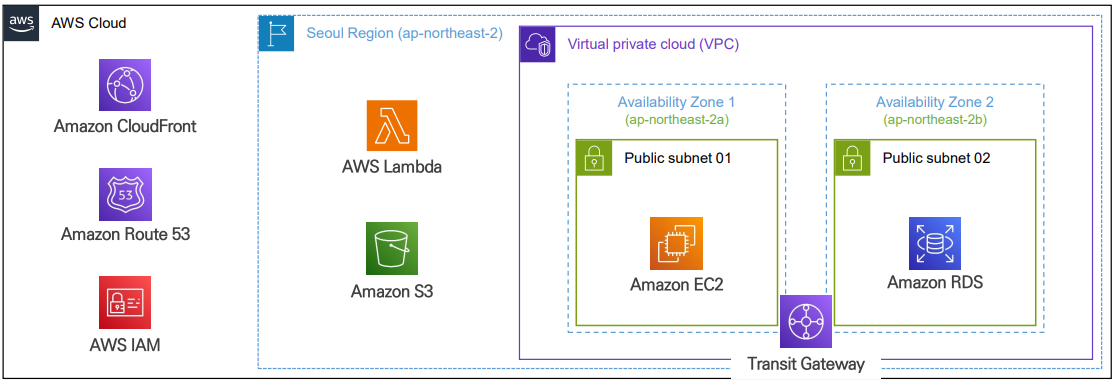 aws
AWS Cloud
Seoul Region (ap-northeast-2)
Virtual private cloud (VPC)
Amazon CloudFront
53
Amazon Route 53
AWS IAM
AWS Lambda
Amazon S3
Availability Zone 1
(ap-northeast-2a)
Public subnet 01
Amazon EC2
Availability Zone 2
(ap-northeast-2b)
Public subnet 02
Amazon RDS
Transit Gateway